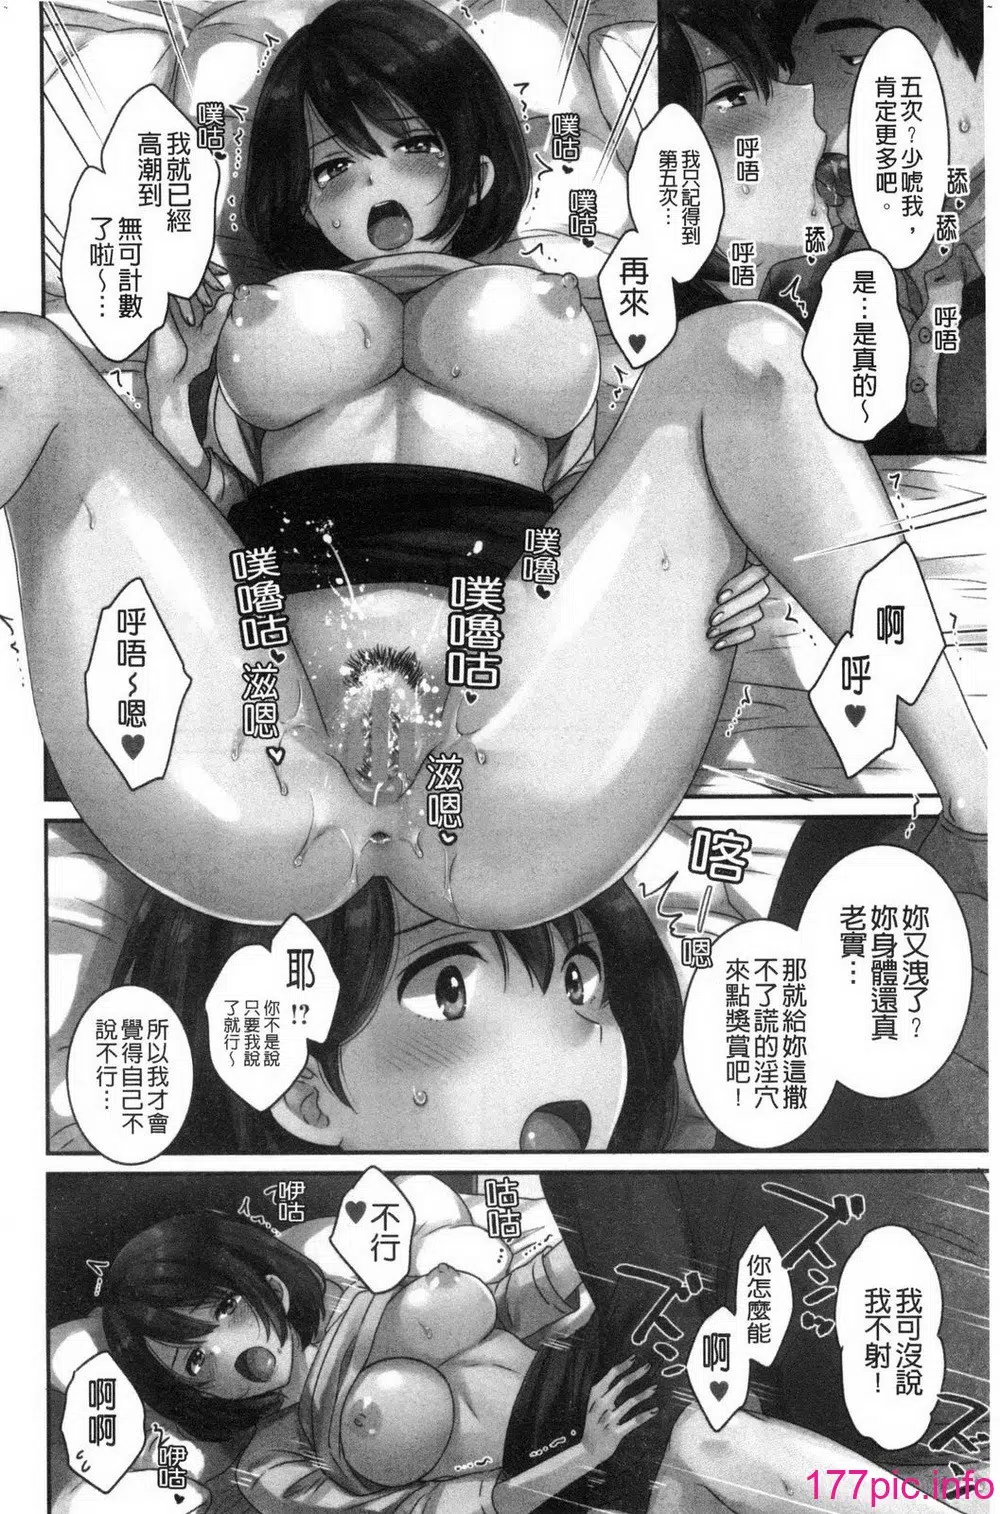 五次？少唬我，
肯定更多吧。
是…是真的～
舔
舔
舔
呼唔
呼唔
呼唔
我只記得到
第五次…
再來♥
噗咕
噗咕
噗咕
我就已經
高潮到
無可計數
了啦～…
噗嚕
噗嚕咕
噗嚕咕
滋嗯
滋嗯
啊
呼♥
呼唔～嗯♥
妳又洩了？
妳身體還真
老實…
那就給妳這撒
不了謊的淫穴
來點獎賞吧！
喀
嗯
耶!?
你不是說
只要我說
了就行～
所以我才會
覺得自己不
說不行…
我可沒說
我不射！
你怎麼能
啊♥
ズン
ズン
咕咕
不行♥
咿咕
啊啊
咿咕
177pic.info